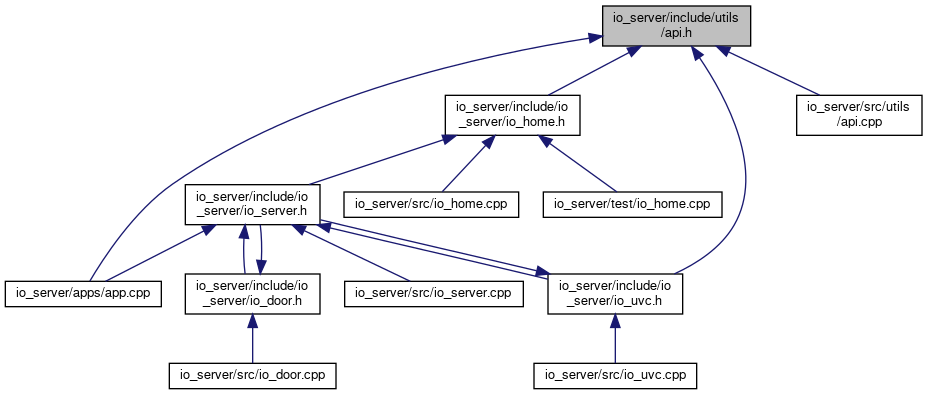 io_server/include/utils
/api.h
io_server/include/io
_server/io_home.h
io_server/src/utils
/api.cpp
io_server/include/io
_server/io_server.h
io_server/src/io_home.cpp
io_server/test/io_home.cpp
io_server/apps/app.cpp
io_server/include/io
_server/io_door.h
io_server/src/io_server.cpp
io_server/include/io
_server/io_uvc.h
io_server/src/io_door.cpp
io_server/src/io_uvc.cpp